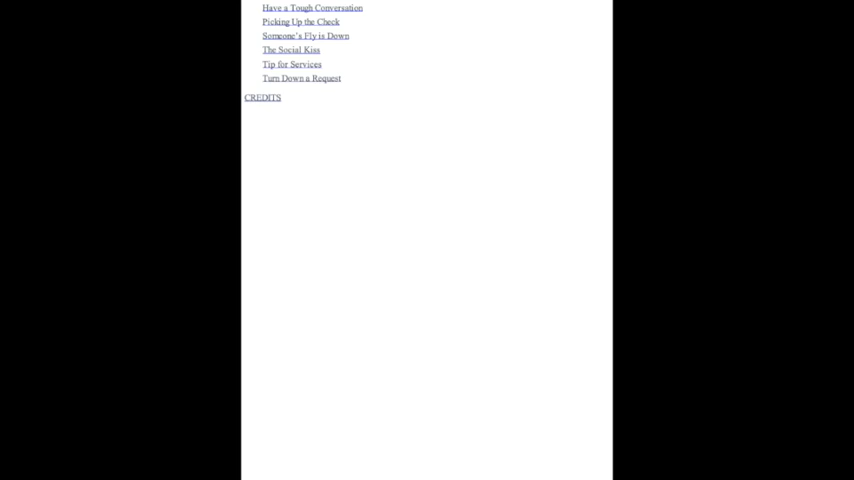 Have a Tough Conversation
Picking Up the Check
Someone's Fly is Down
The Social Kiss
Tip for Services
Turn Down a Request
CREDITS